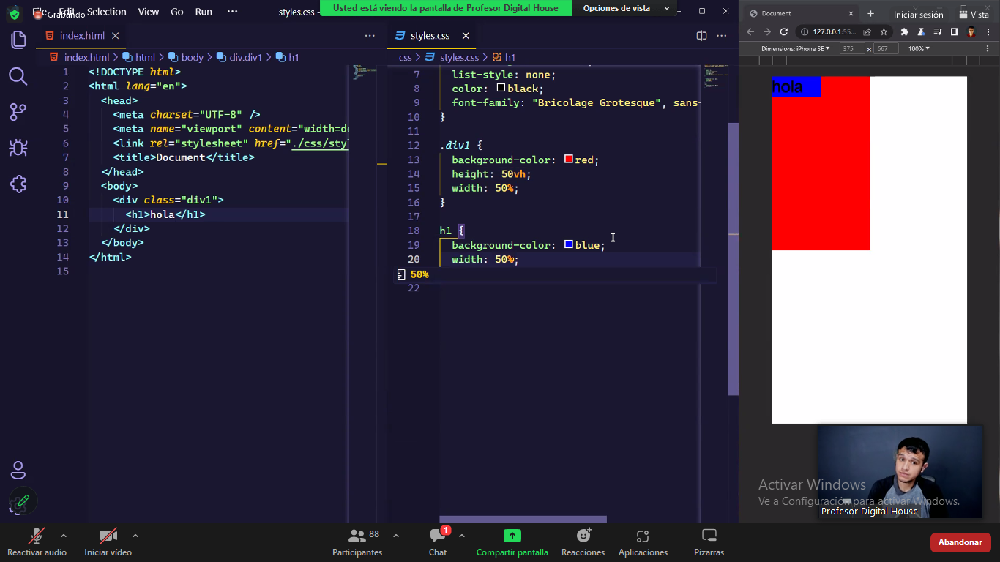 File Edit Selection View Go Run ···
Grabando
styles.css -
Usted está viendo la pantalla de Profesor Digital House
Opciones de vista
index.html
index.html > html > body > div.div1 > h1
1 <!DOCTYPE html>
2 <html lang="en">
3 <head>
4 <meta charset="UTF-8" />
5 <meta name="viewport" content="width=de
6 <link rel="stylesheet" href="./css/styl
7 <title>Document</title>
8 </head>
9 <body>
10 <div class="div1">
11 <h1>hola</h1>
12 </div>
13 </body>
14 </html>
15
styles.css
css > styles.css > h1
7 list-style: none;
8 color: black;
9 font-family: "Bricolage Grotesque", sans-
10 }
11
12 .div1 {
13 background-color: red;
14 height: 50vh;
15 width: 50%;
16 }
17
18 h1 {
19 background-color: blue;
20 width: 50%;
50%
22
Document
Iniciar sesión
Vista
127.0.0.1:55...
Dimensions: iPhone SE 375 × 667 100%
hola
Activar Windows
Ve a Configuración para activar Windows.
Profesor Digital House
Reactivar audio
Iniciar vídeo
Participantes 88
Chat 1
Compartir pantalla
Reacciones
Aplicaciones
Pizarras
Abandonar